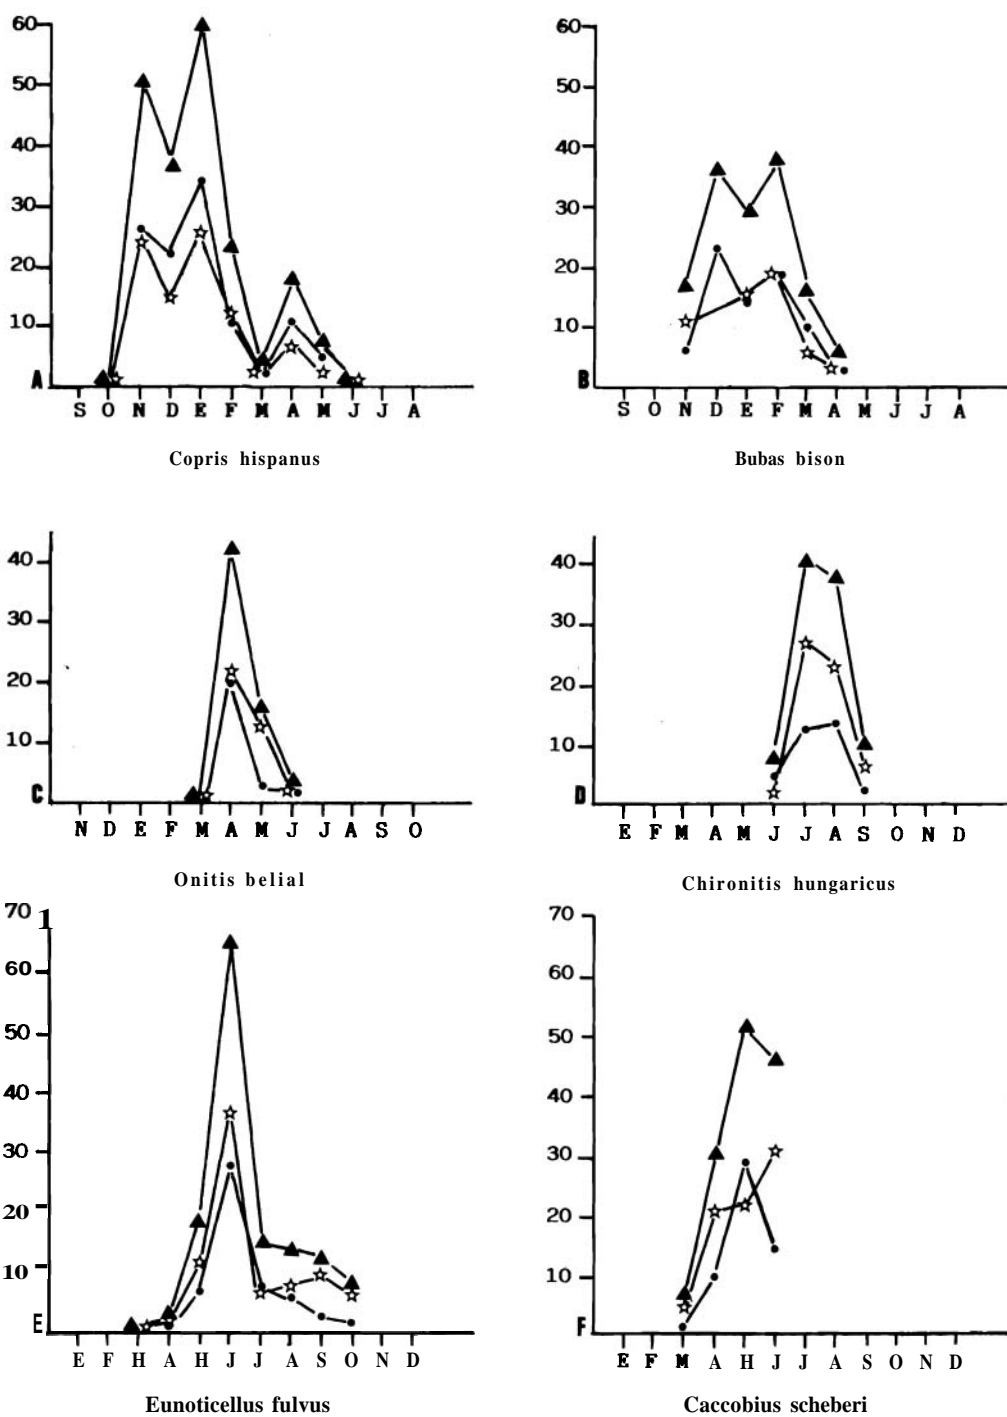 60
50
40
30
20
10
A
S O N D E F M A M J J A
Copris hispanus
60
50
40
30
20
10
B
S O N D E F M A M J J A
Bubas bison
40
30
20
10
C
N D E F M A M J J A S O
Onitis belial
40
30
20
10
D
E F M A M J J A S O N D
Chironitis hungaricus
70 1
60
50
40
30
20
10
E
E F H A H J J A S O N D
Eunoticellus fulvus
70
60
50
40
30
20
10
F
E F M A H J J A S O N D
Caccobius scheberi